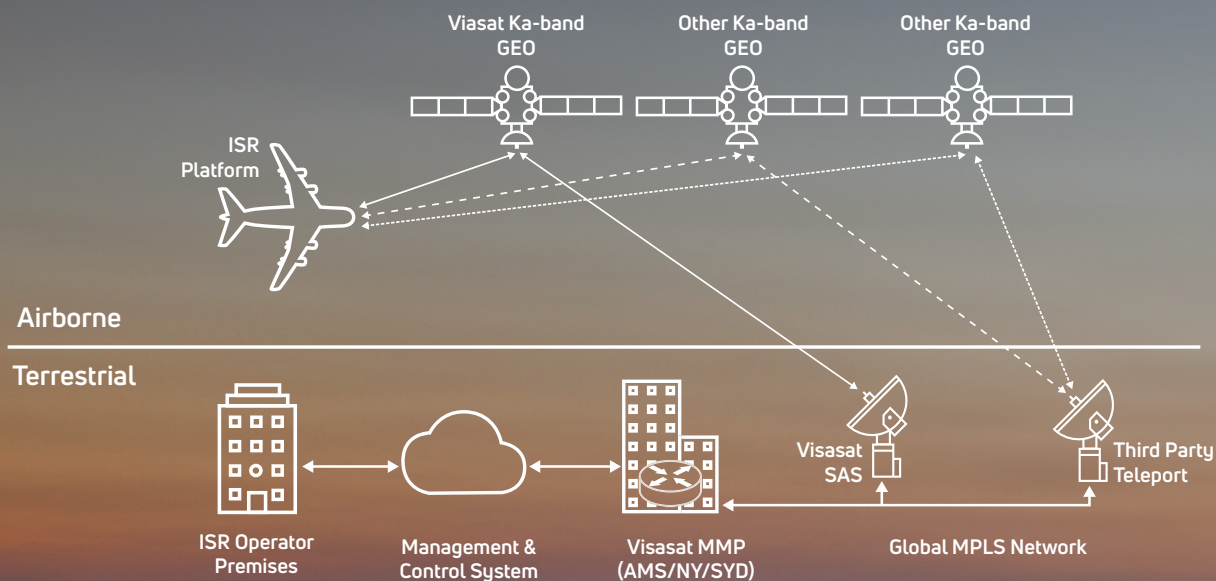 Viasat Ka-band
GEO
Other Ka-band
GEO
Other Ka-band
GEO
ISR
Platform
Airborne
Terrestrial
Visasat
SAS
Third Party
Teleport
ISR Operator
Premises
Management &
Control System
Visasat MMP
(AMS/NY/SYD)
Global MPLS Network